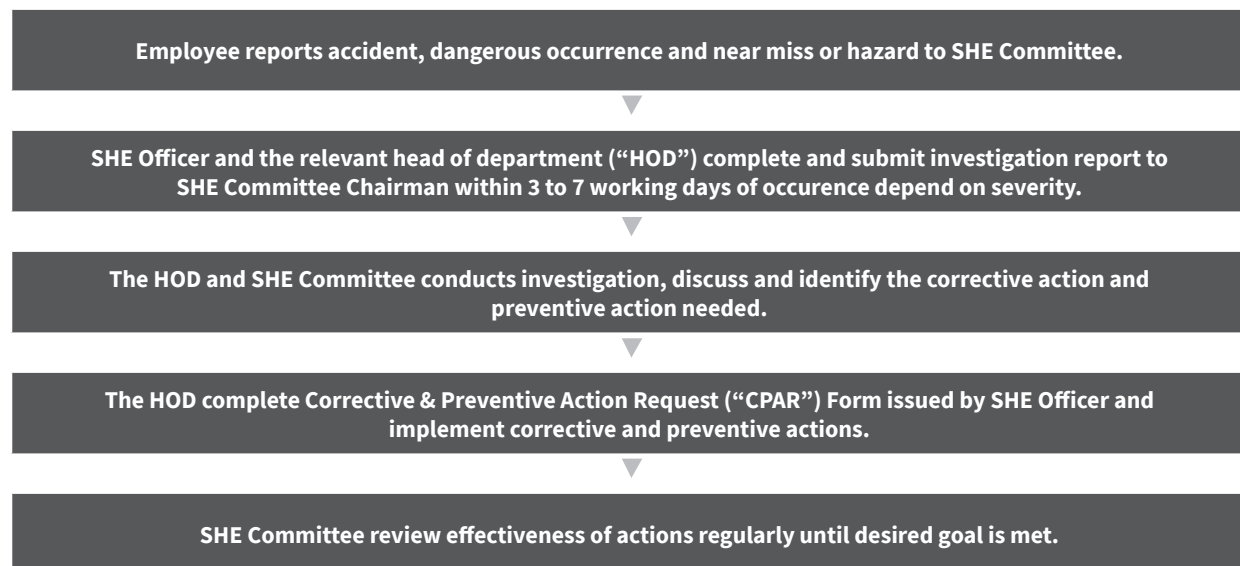 Employee reports accident, dangerous occurrence and near miss or hazard to SHE Committee.
SHE Officer and the relevant head of department (“HOD”) complete and submit investigation report to
SHE Committee Chairman within 3 to 7 working days of occurence depend on severity.
The HOD and SHE Committee conducts investigation, discuss and identify the corrective action and
preventive action needed.
The HOD complete Corrective & Preventive Action Request (“CPAR”) Form issued by SHE Officer and
implement corrective and preventive actions.
SHE Committee review effectiveness of actions regularly until desired goal is met.